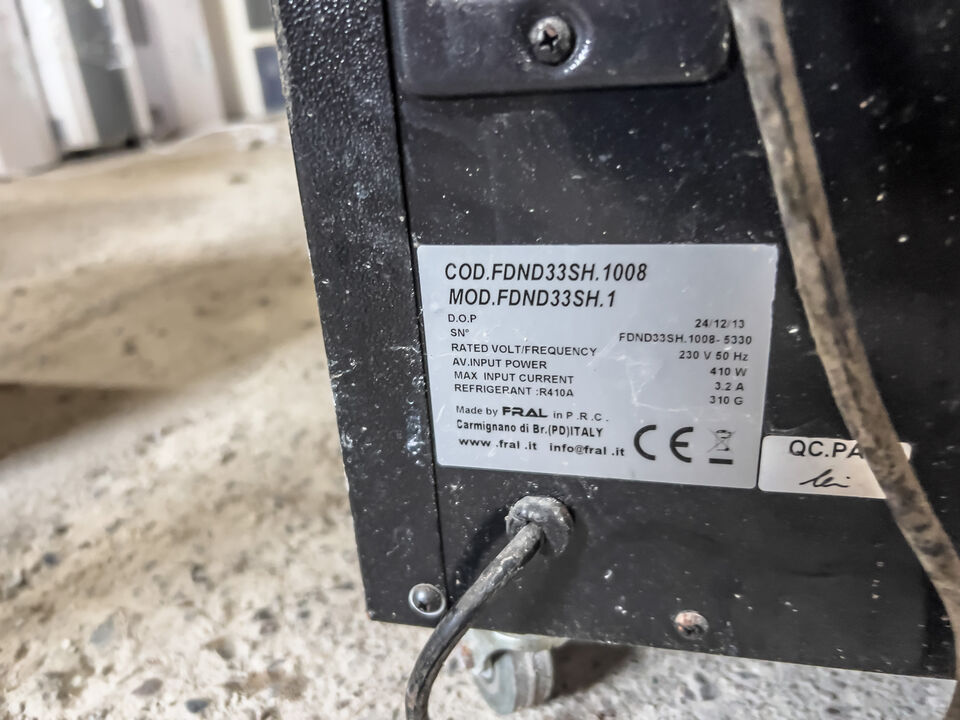 COD.FDND33SH.1008
MOD.FDND33SH.1
D.O.P 24/12/13
SN° FDND33SH.1008- 5330
RATED VOLT/FREQUENCY 230 V 50 Hz
AV.INPUT POWER 410 W
MAX INPUT CURRENT 3.2 A
REFRIGERANT :R410A 310 G
Made by FRAL in P.R.C.
Carmignano di Br.(PD)ITALY
www .fral .it info@fral .it
CE
QC.PA